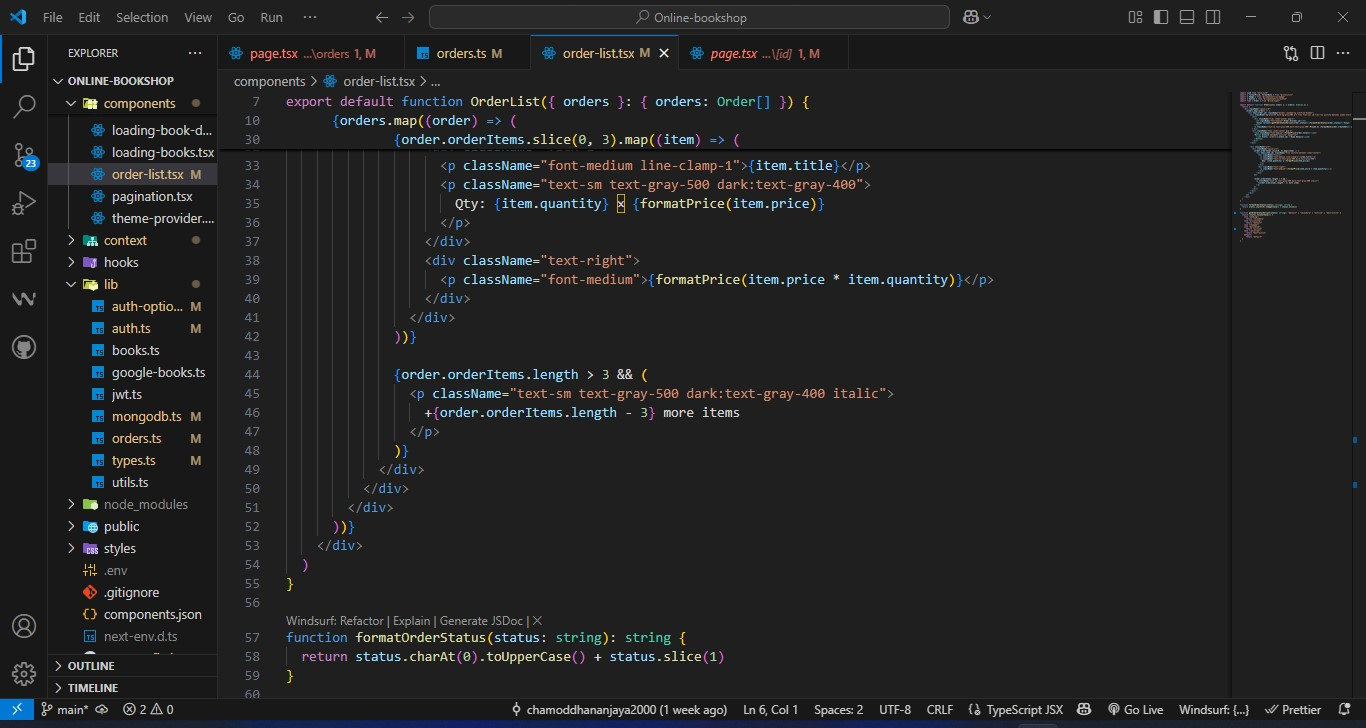 File Edit Selection View Go Run ··· Online-bookshop
EXPLORER ···
ONLINE-BOOKSHOP
components
loading-book-d...
loading-books.tsx
order-list.tsx M
pagination.tsx
theme-provider....
context
hooks
lib
auth-optio... M
auth.ts M
books.ts
google-books.ts
jwt.ts
mongodb.ts M
orders.ts M
types.ts M
utils.ts
node_modules
public
styles
.env
.gitignore
components.json
next-env.d.ts
OUTLINE
TIMELINE
page.tsx ...\orders 1, M orders.ts M order-list.tsx M page.tsx ...\[id] 1, M
components > order-list.tsx > ...
7 export default function OrderList({ orders }: { orders: Order[] }) {
10 {orders.map((order) => (
30 {order.orderItems.slice(0, 3).map((item) => (
33 <p className="font-medium line-clamp-1">{item.title}</p>
34 <p className="text-sm text-gray-500 dark:text-gray-400">
35 Qty: {item.quantity} × {formatPrice(item.price)}
36 </p>
37 </div>
38 <div className="text-right">
39 <p className="font-medium">{formatPrice(item.price * item.quantity)}</p>
40 </div>
41 </div>
42 ))}
43
44 {order.orderItems.length > 3 && (
45 <p className="text-sm text-gray-500 dark:text-gray-400 italic">
46 +{order.orderItems.length - 3} more items
47 </p>
48 )}
49 </div>
50 </div>
51 </div>
52 ))}
53 </div>
54 )
55 }
56
Windsurf: Refactor | Explain | Generate JSDoc | X
57 function formatOrderStatus(status: string): string {
58 return status.charAt(0).toUpperCase() + status.slice(1)
59 }
60
23
main* 2 0 chamoddhananjaya2000 (1 week ago) Ln 6, Col 1 Spaces: 2 UTF-8 CRLF {} TypeScript JSX Go Live Windsurf: {...} Prettier